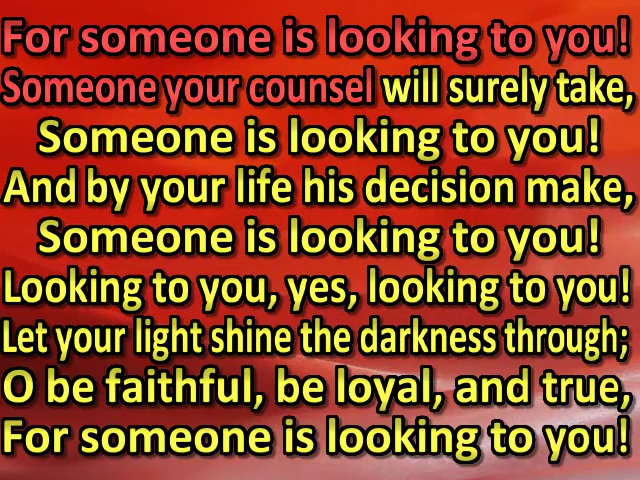 For someone is looking to you!
Someone your counsel will surely take,
Someone is looking to you!
And by your life his decision make,
Someone is looking to you!
Looking to you, yes, looking to you!
Let your light shine the darkness through;
O be faithful, be loyal, and true,
For someone is looking to you!